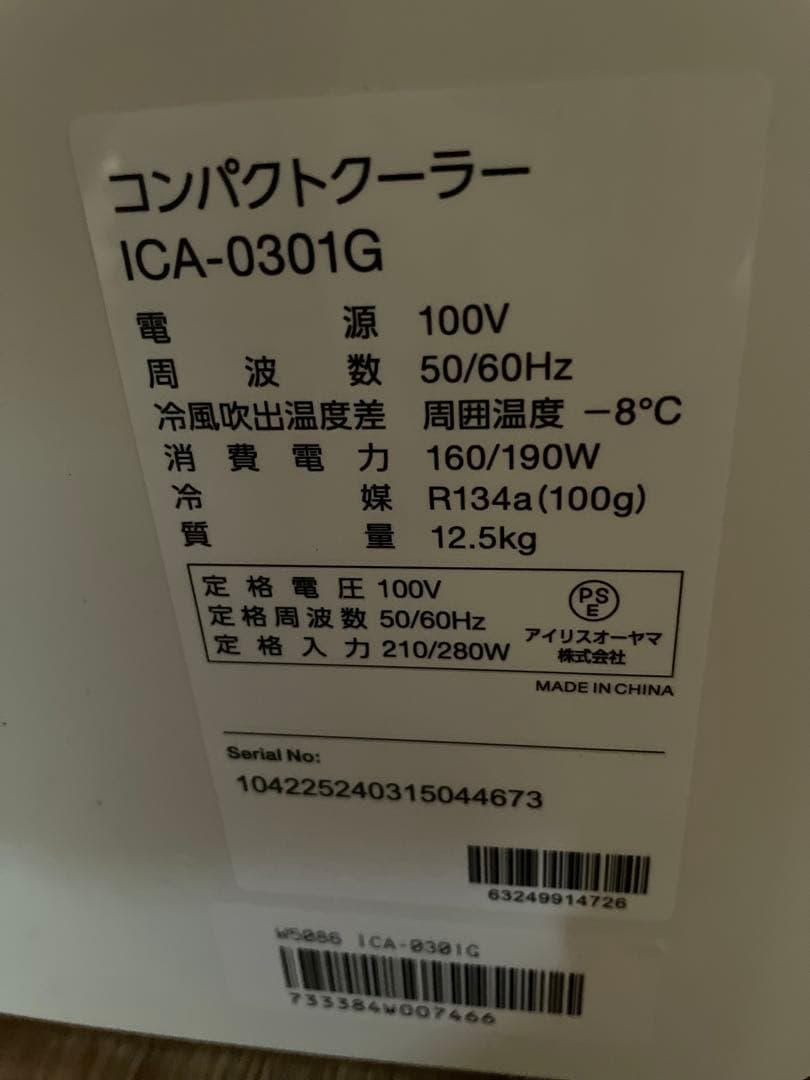 コンパクトクーラー
ICA-0301G
電源 100V
周波数 50/60Hz
冷風吹出温度差 周囲温度 −8℃
消費電力 160/190W
冷媒 R134a(100g)
質量 12.5kg
定格電圧 100V
定格周波数 50/60Hz
定格入力 210/280W
PSE
アイリスオーヤマ
株式会社
MADE IN CHINA
Serial No:
104225240315044673
63249914726
W5086 ICA-0301G
733384W007466